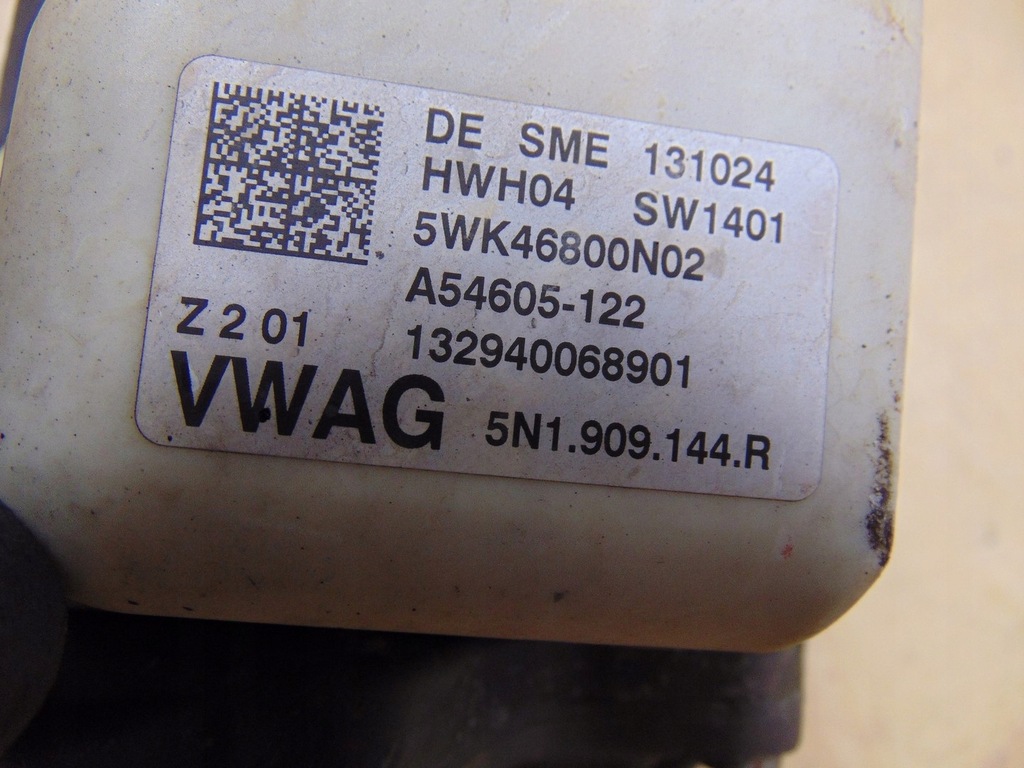 DE SME 131024
HWH04 SW1401
5WK46800N02
A54605-122
Z 2 01
132940068901
VWAG 5N1.909.144.R